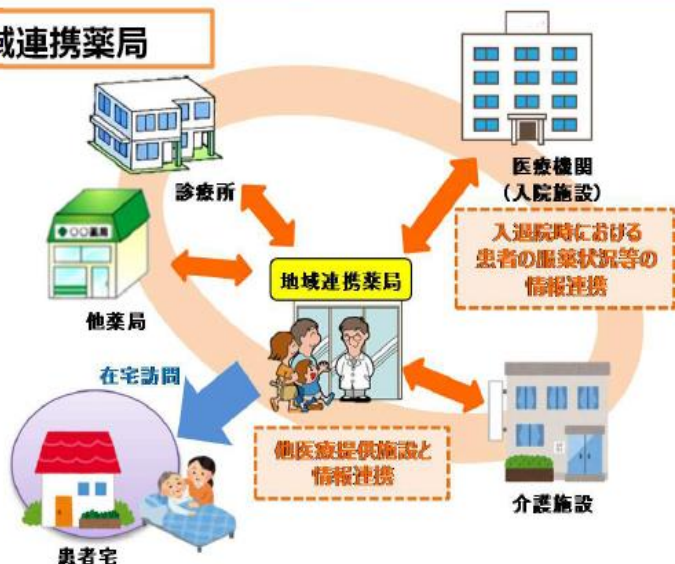 域連携薬局
診療所
医療機関
(入院施設)
○○薬局
他薬局
地域連携薬局
入退院時における
患者の服薬状況等の
情報連携
在宅訪問
他医療提供施設と
情報連携
介護施設
患者宅